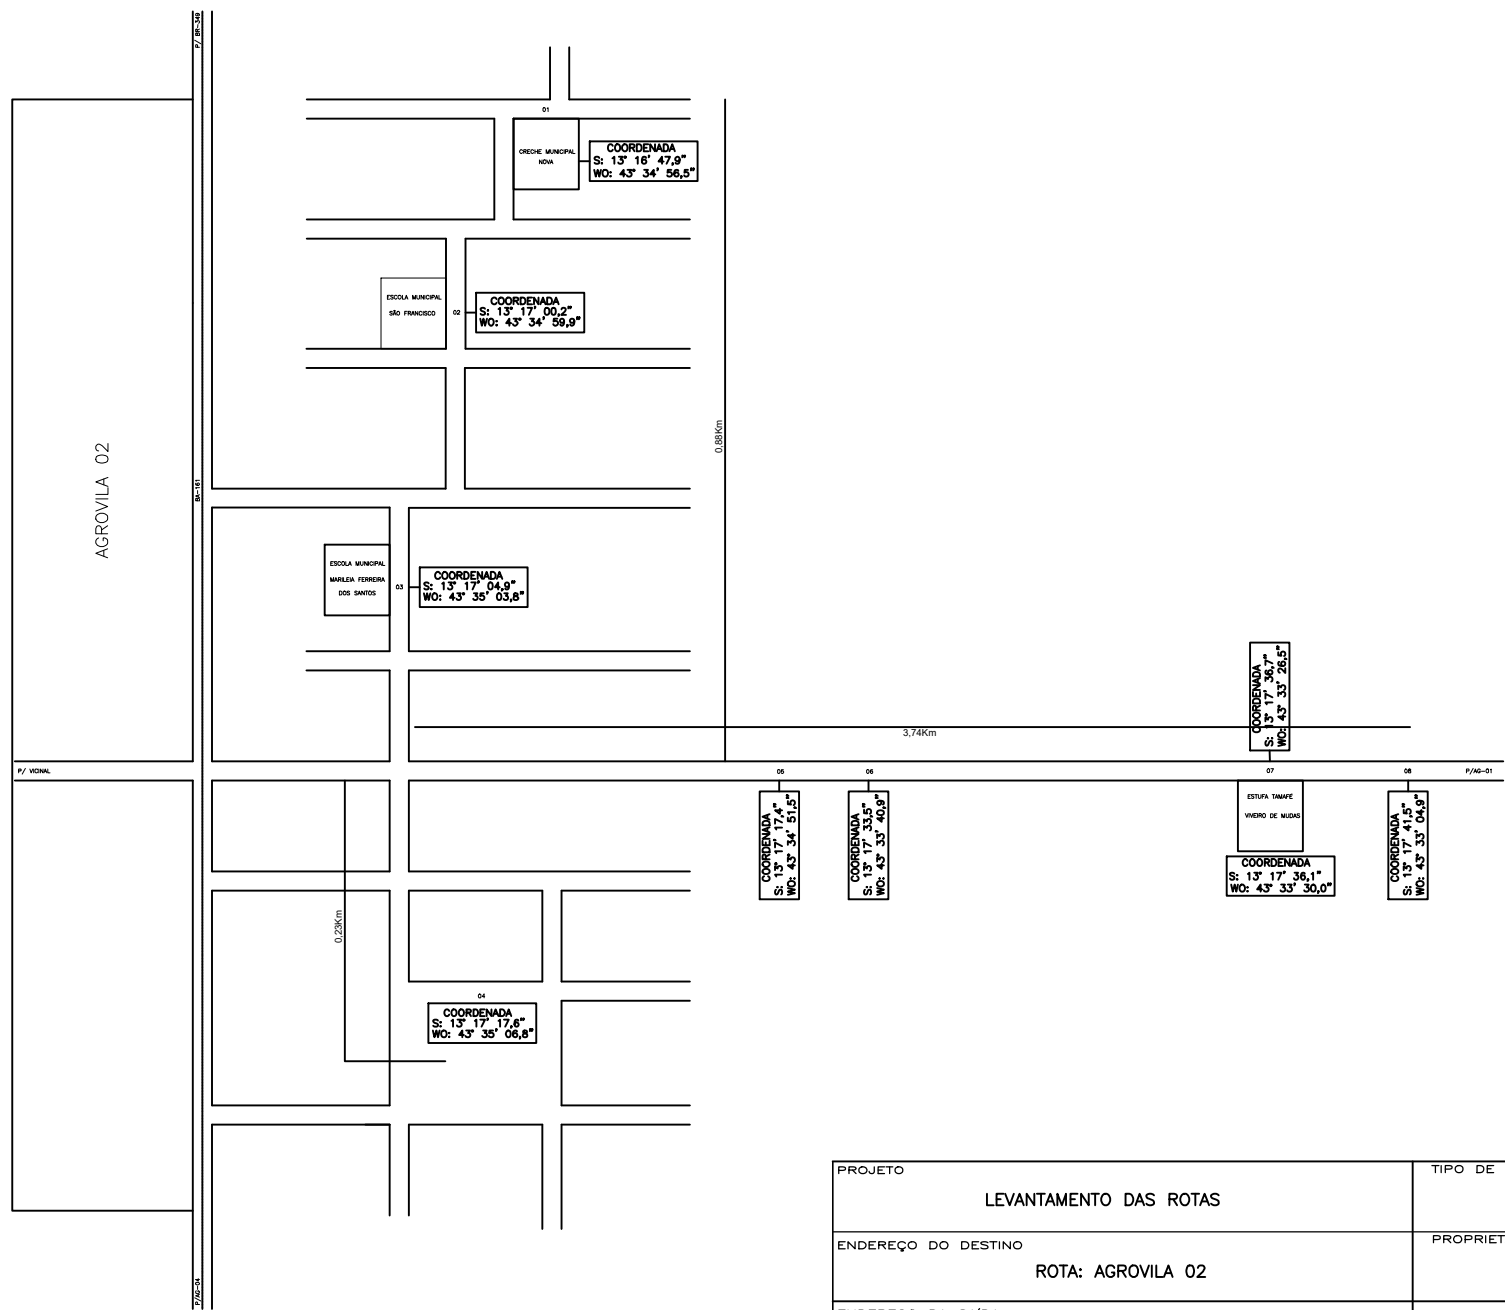 P/ BR-349
01
CRECHE MUNICIPAL
NOVA
COORDENADA
S: 13° 16' 47,9"
WO: 43° 34' 56,5"
ESCOLA MUNICIPAL
SÃO FRANCISCO
02
COORDENADA
S: 13° 17' 00,2"
WO: 43° 34' 59,9"
0,88Km
AGROVILA 02
BA-161
ESCOLA MUNICIPAL
MARILEIA FERREIRA
DOS SANTOS
03
COORDENADA
S: 13° 17' 04,9"
WO: 43° 35' 03,8"
COORDENADA
S: 13° 17' 36,7"
WO: 43° 33' 26,5"
3,74Km
P/ VICINAL
05
06
07
08
P/AG-01
COORDENADA
S: 13° 17' 17,4"
WO: 43° 34' 51,5"
COORDENADA
S: 13° 17' 33,5"
WO: 43° 33' 40,9"
ESTUFA TAMAFE
VIVEIRO DE MUDAS
COORDENADA
S: 13° 17' 36,1"
WO: 43° 33' 30,0"
COORDENADA
S: 13° 17' 41,5"
WO: 43° 33' 04,9"
0,23Km
04
COORDENADA
S: 13° 17' 17,6"
WO: 43° 35' 06,8"
P/AG-04
PROJETO
LEVANTAMENTO DAS ROTAS
TIPO DE
ENDEREÇO DO DESTINO
ROTA: AGROVILA 02
PROPRIET